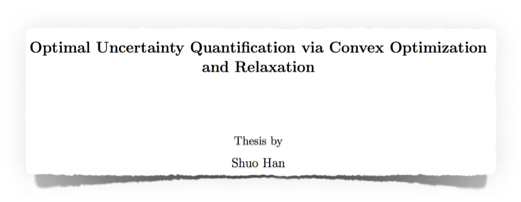 Optimal Uncertainty Quantification via Convex Optimization
and Relaxation
Thesis by
Shuo Han